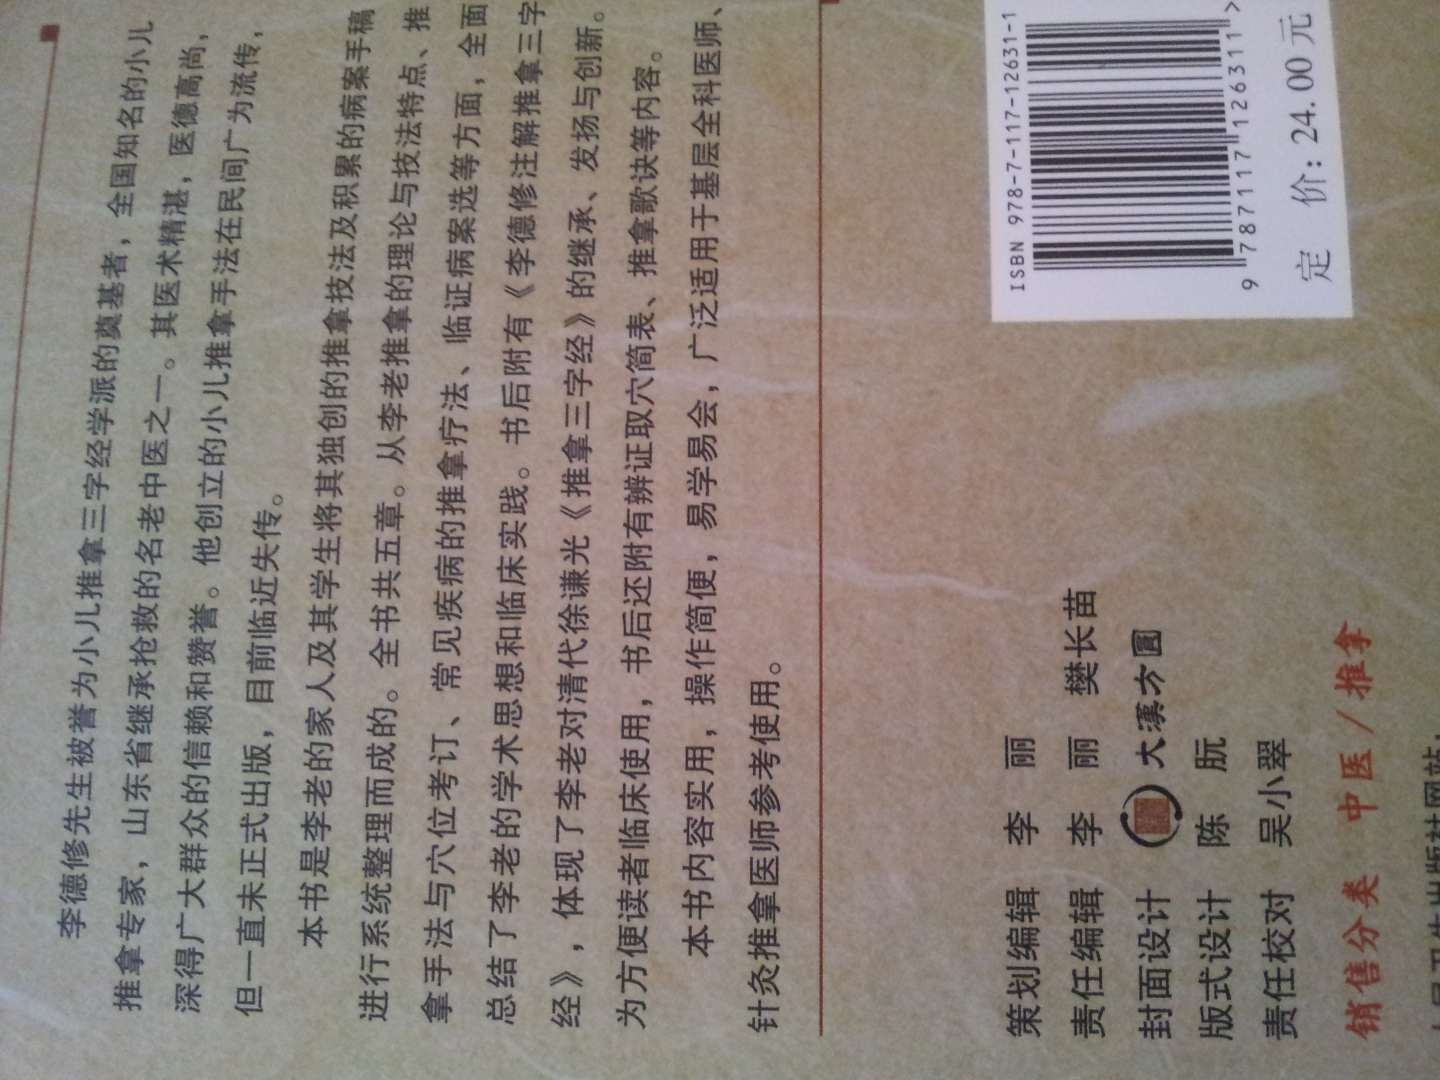 李德修先生被誉为小儿推拿三字经学派的奠基者，全国知名的小儿
推拿专家，山东省继承抢救的名老中医之一。其医术精湛，医德高尚，
深得广大群众的信赖和赞誉。他创立的小儿推拿手法在民间广为流传，
但一直未正式出版，目前临近失传。
本书是李老的家人及其学生将其独创的推拿技法及积累的病案手稿
进行系统整理而成的。全书共五章。从李老推拿的理论与技法特点、推
拿手法与穴位考订、常见疾病的推拿疗法、临证病案选等方面，全面
总结了李老的学术思想和临床实践。书后附有《李德修注解推拿三字
经》，体现了李老对清代徐谦光《推拿三字经》的继承、发扬与创新。
为方便读者临床使用，书后还附有辨证取穴简表、推拿歌诀等内容。
本书内容实用，操作简便，易学易会，广泛适用于基层全科医师、
针灸推拿医师参考使用。
策划编辑 李 丽
责任编辑 李 丽 樊长苗
封面设计 大漢方圓
版式设计 陈 朊
责任校对 吴小翠
销售分类 中医/推拿
ISBN 978-7-117-12631-1
9 787117 126311 >
定 价: 24.00 元